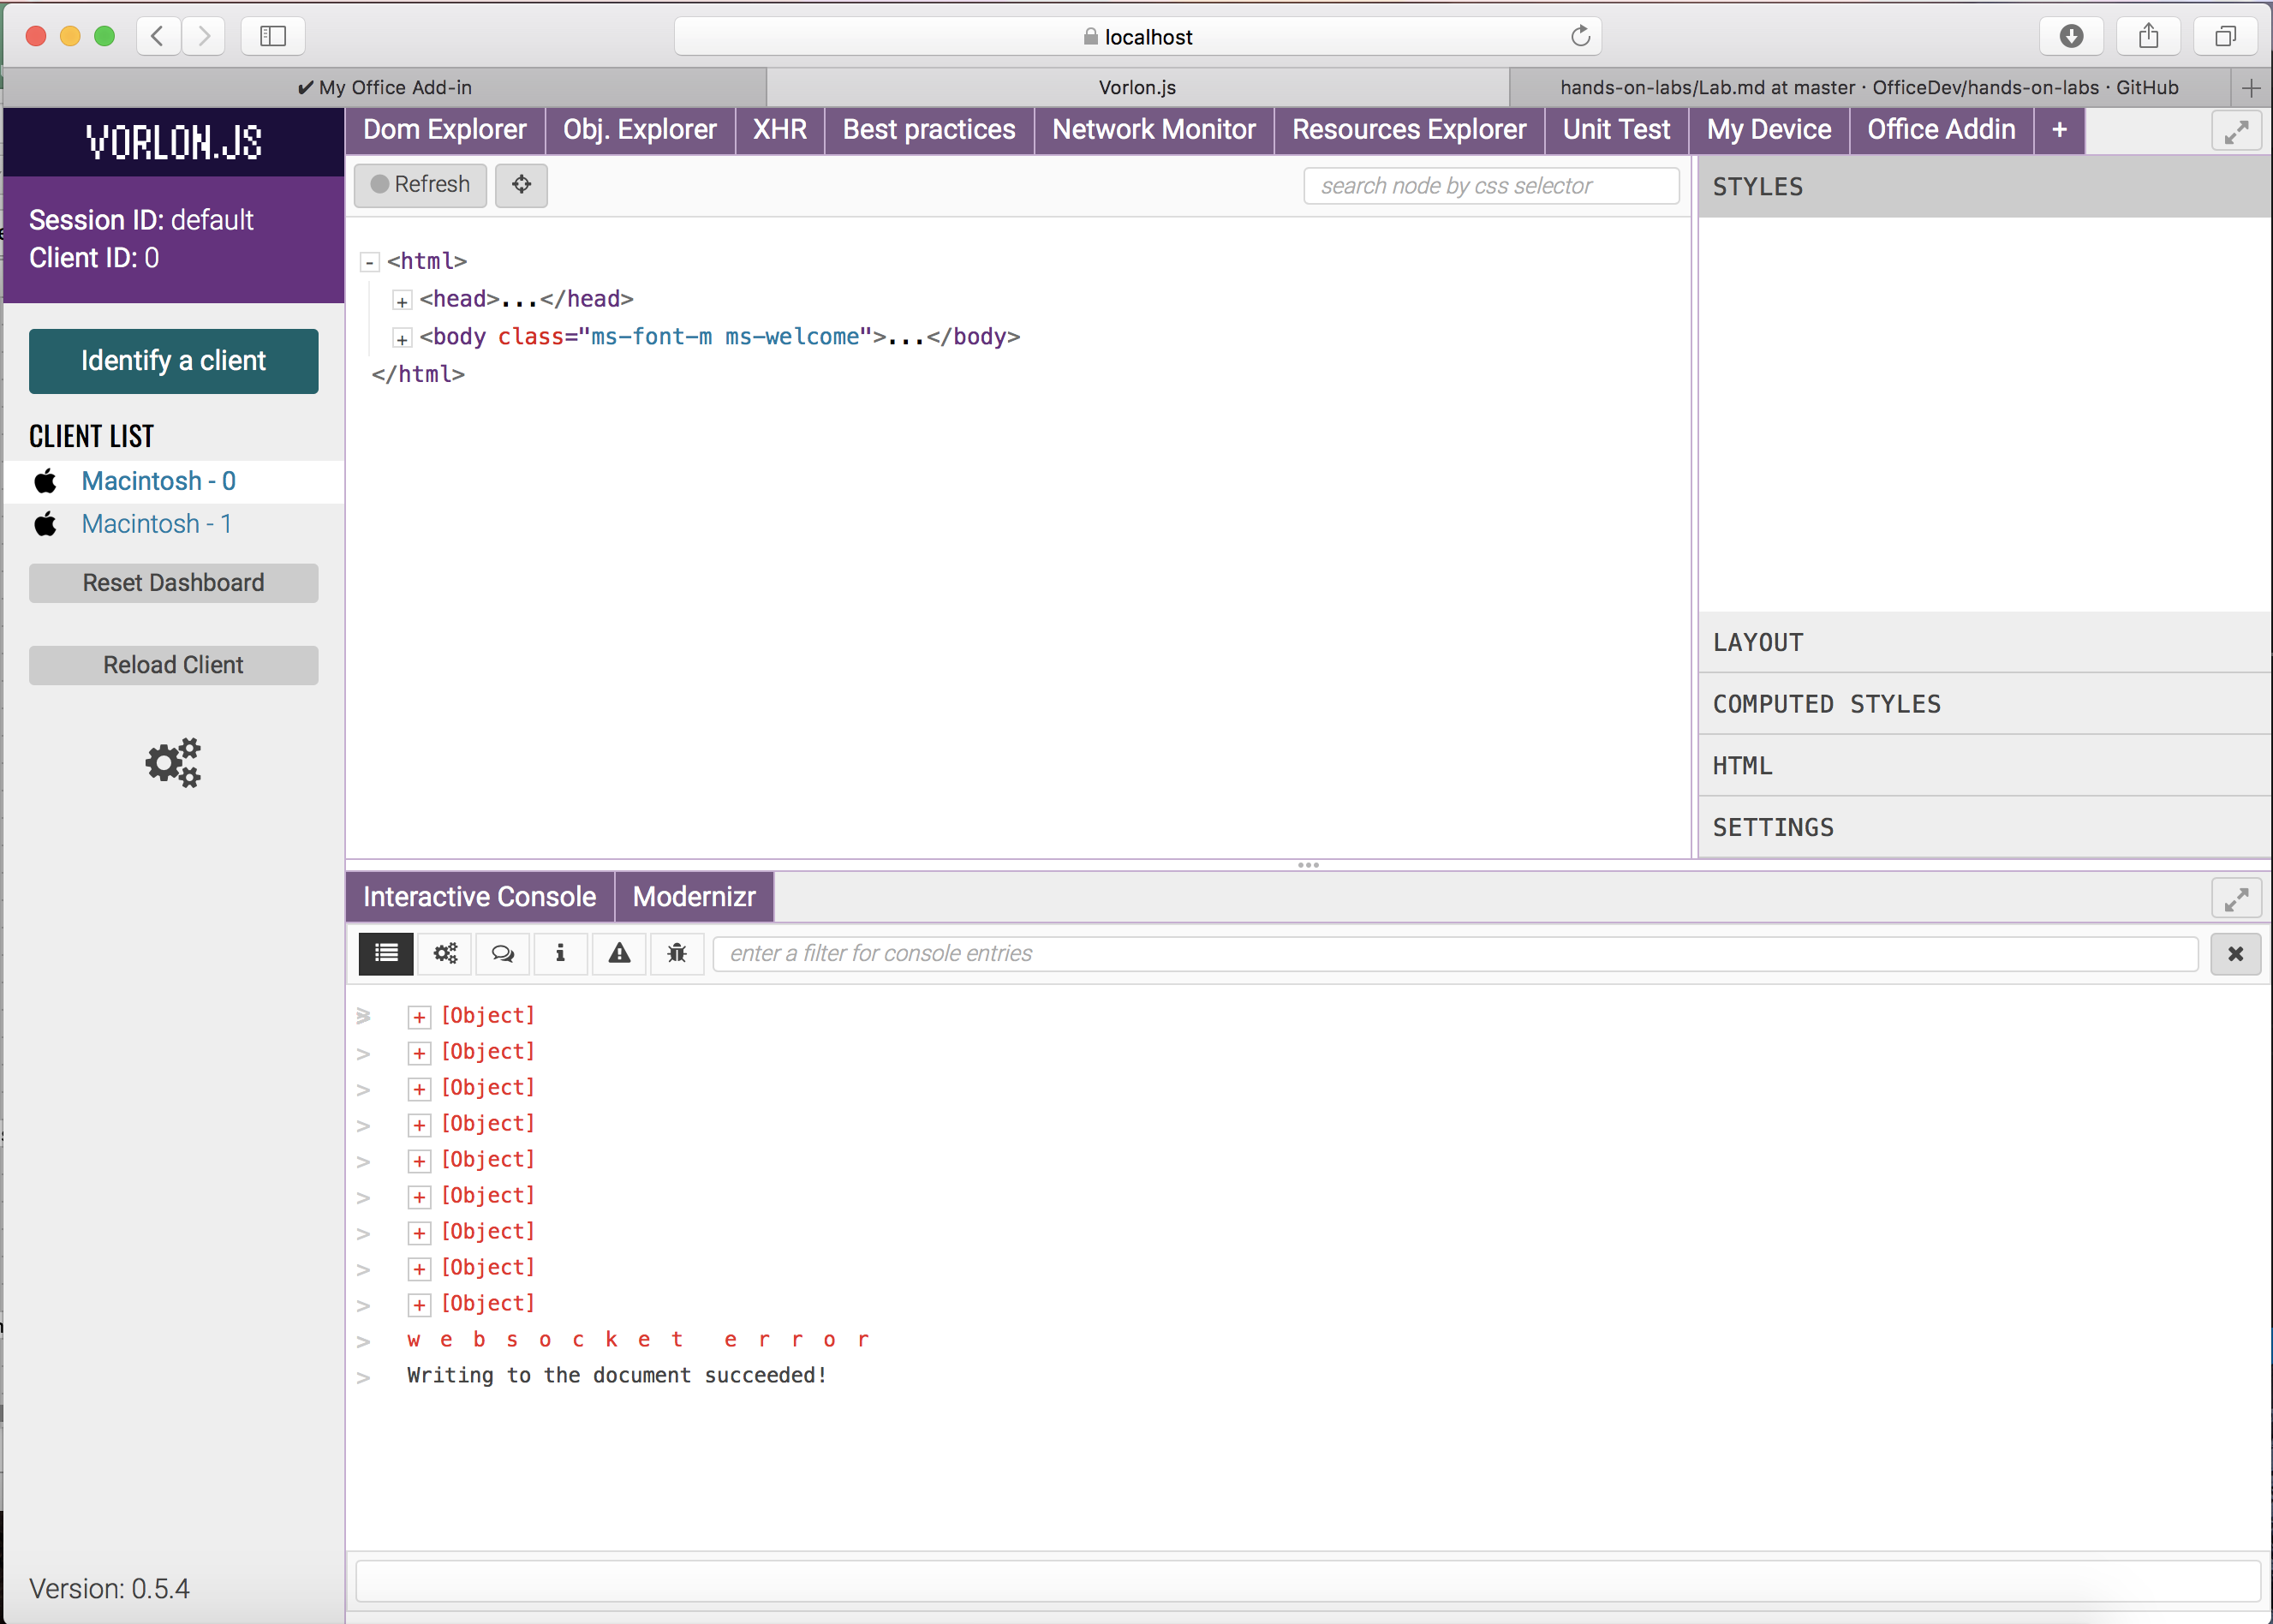 localhost
✔ My Office Add-in
Vorlon.js
hands-on-labs/Lab.md at master · OfficeDev/hands-on-labs · GitHub
VORLON.JS
Session ID: default
Client ID: 0
Identify a client
CLIENT LIST
Macintosh - 0
Macintosh - 1
Reset Dashboard
Reload Client
Version: 0.5.4
Dom Explorer
Obj. Explorer
XHR
Best practices
Network Monitor
Resources Explorer
Unit Test
My Device
Office Addin
+
Refresh
search node by css selector
- <html>
+ <head>...</head>
+ <body class="ms-font-m ms-welcome">...</body>
</html>
STYLES
LAYOUT
COMPUTED STYLES
HTML
SETTINGS
Interactive Console
Modernizr
enter a filter for console entries
> + [Object]
> + [Object]
> + [Object]
> + [Object]
> + [Object]
> + [Object]
> + [Object]
> + [Object]
> + [Object]
> w e b s o c k e t   e r r o r
> Writing to the document succeeded!